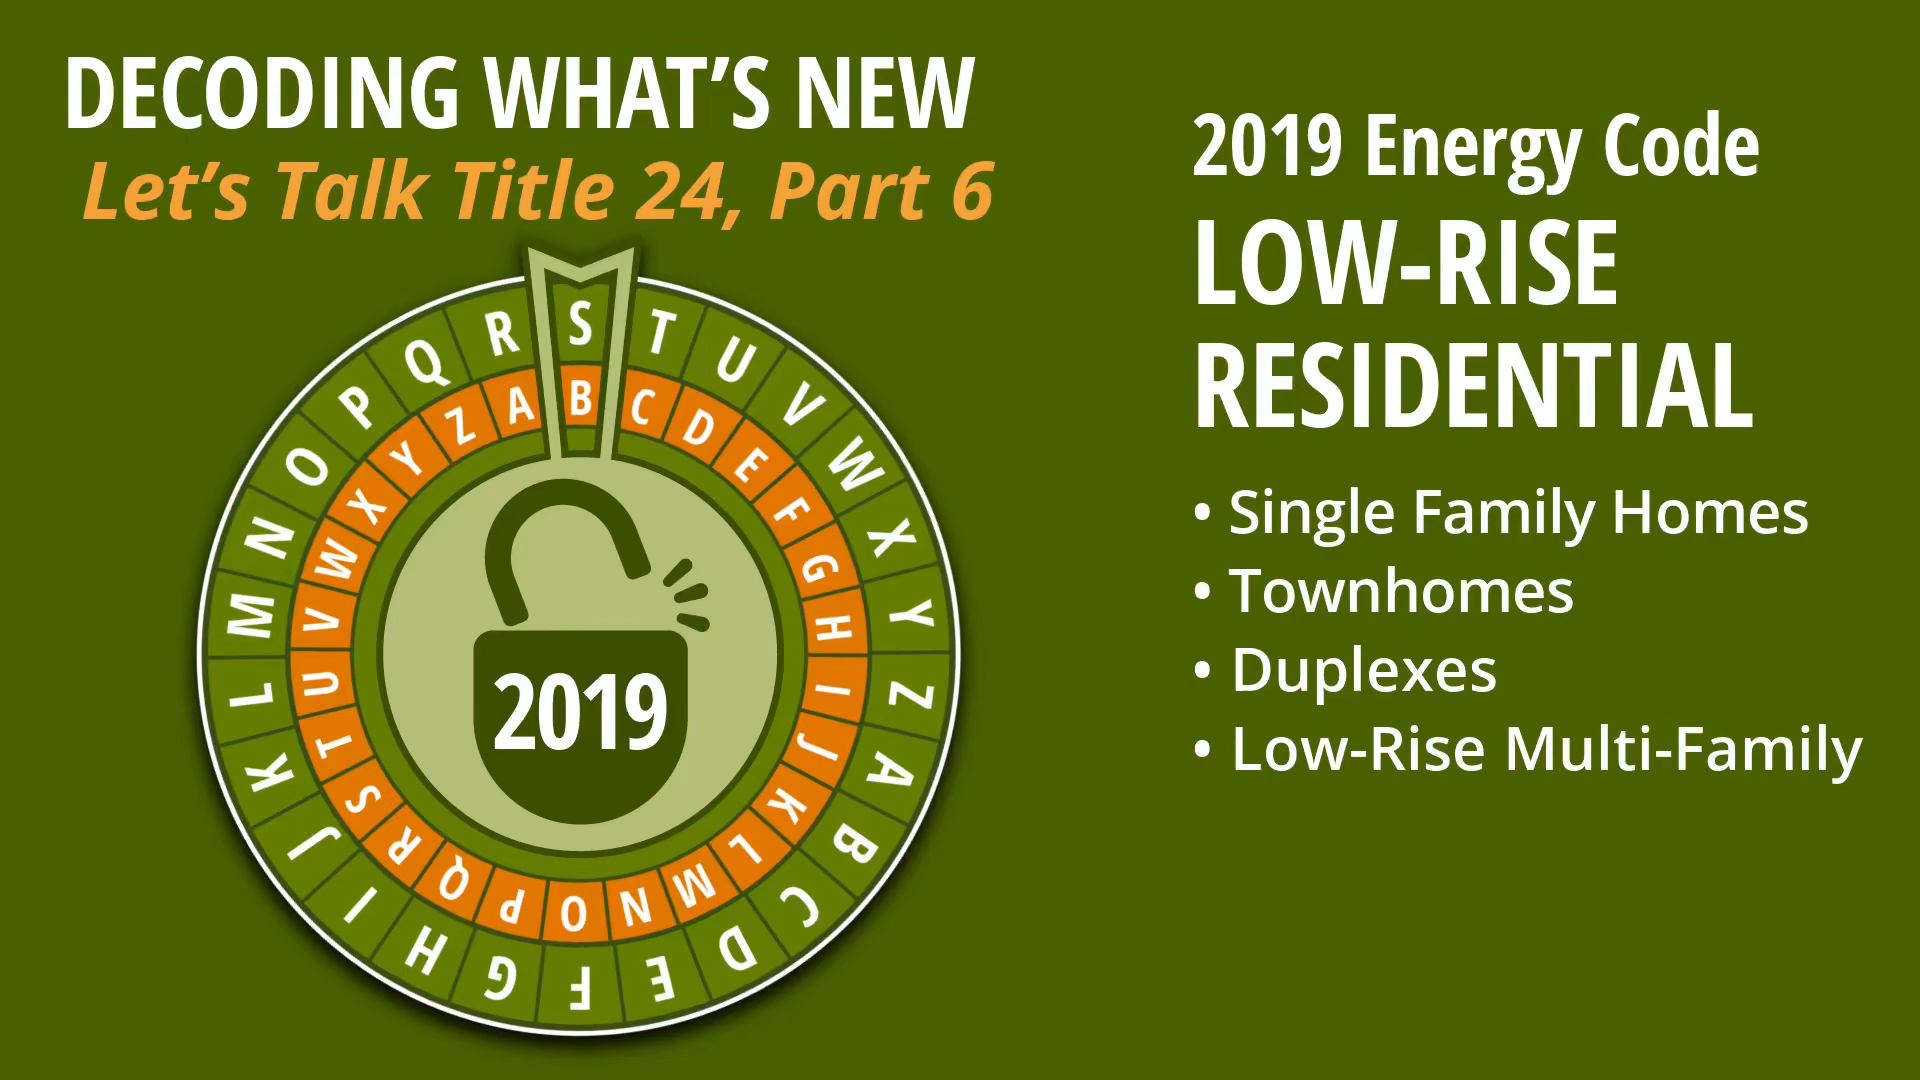 DECODING WHAT'S NEW
Let's Talk Title 24, Part 6
S T U V W X Y Z A B C D E F G H I J K L M N O P Q R
B C D E F G H I J K L M N O P Q R S T U V W X Y Z A
2019
2019 Energy Code
LOW-RISE
RESIDENTIAL
• Single Family Homes
• Townhomes
• Duplexes
• Low-Rise Multi-Family